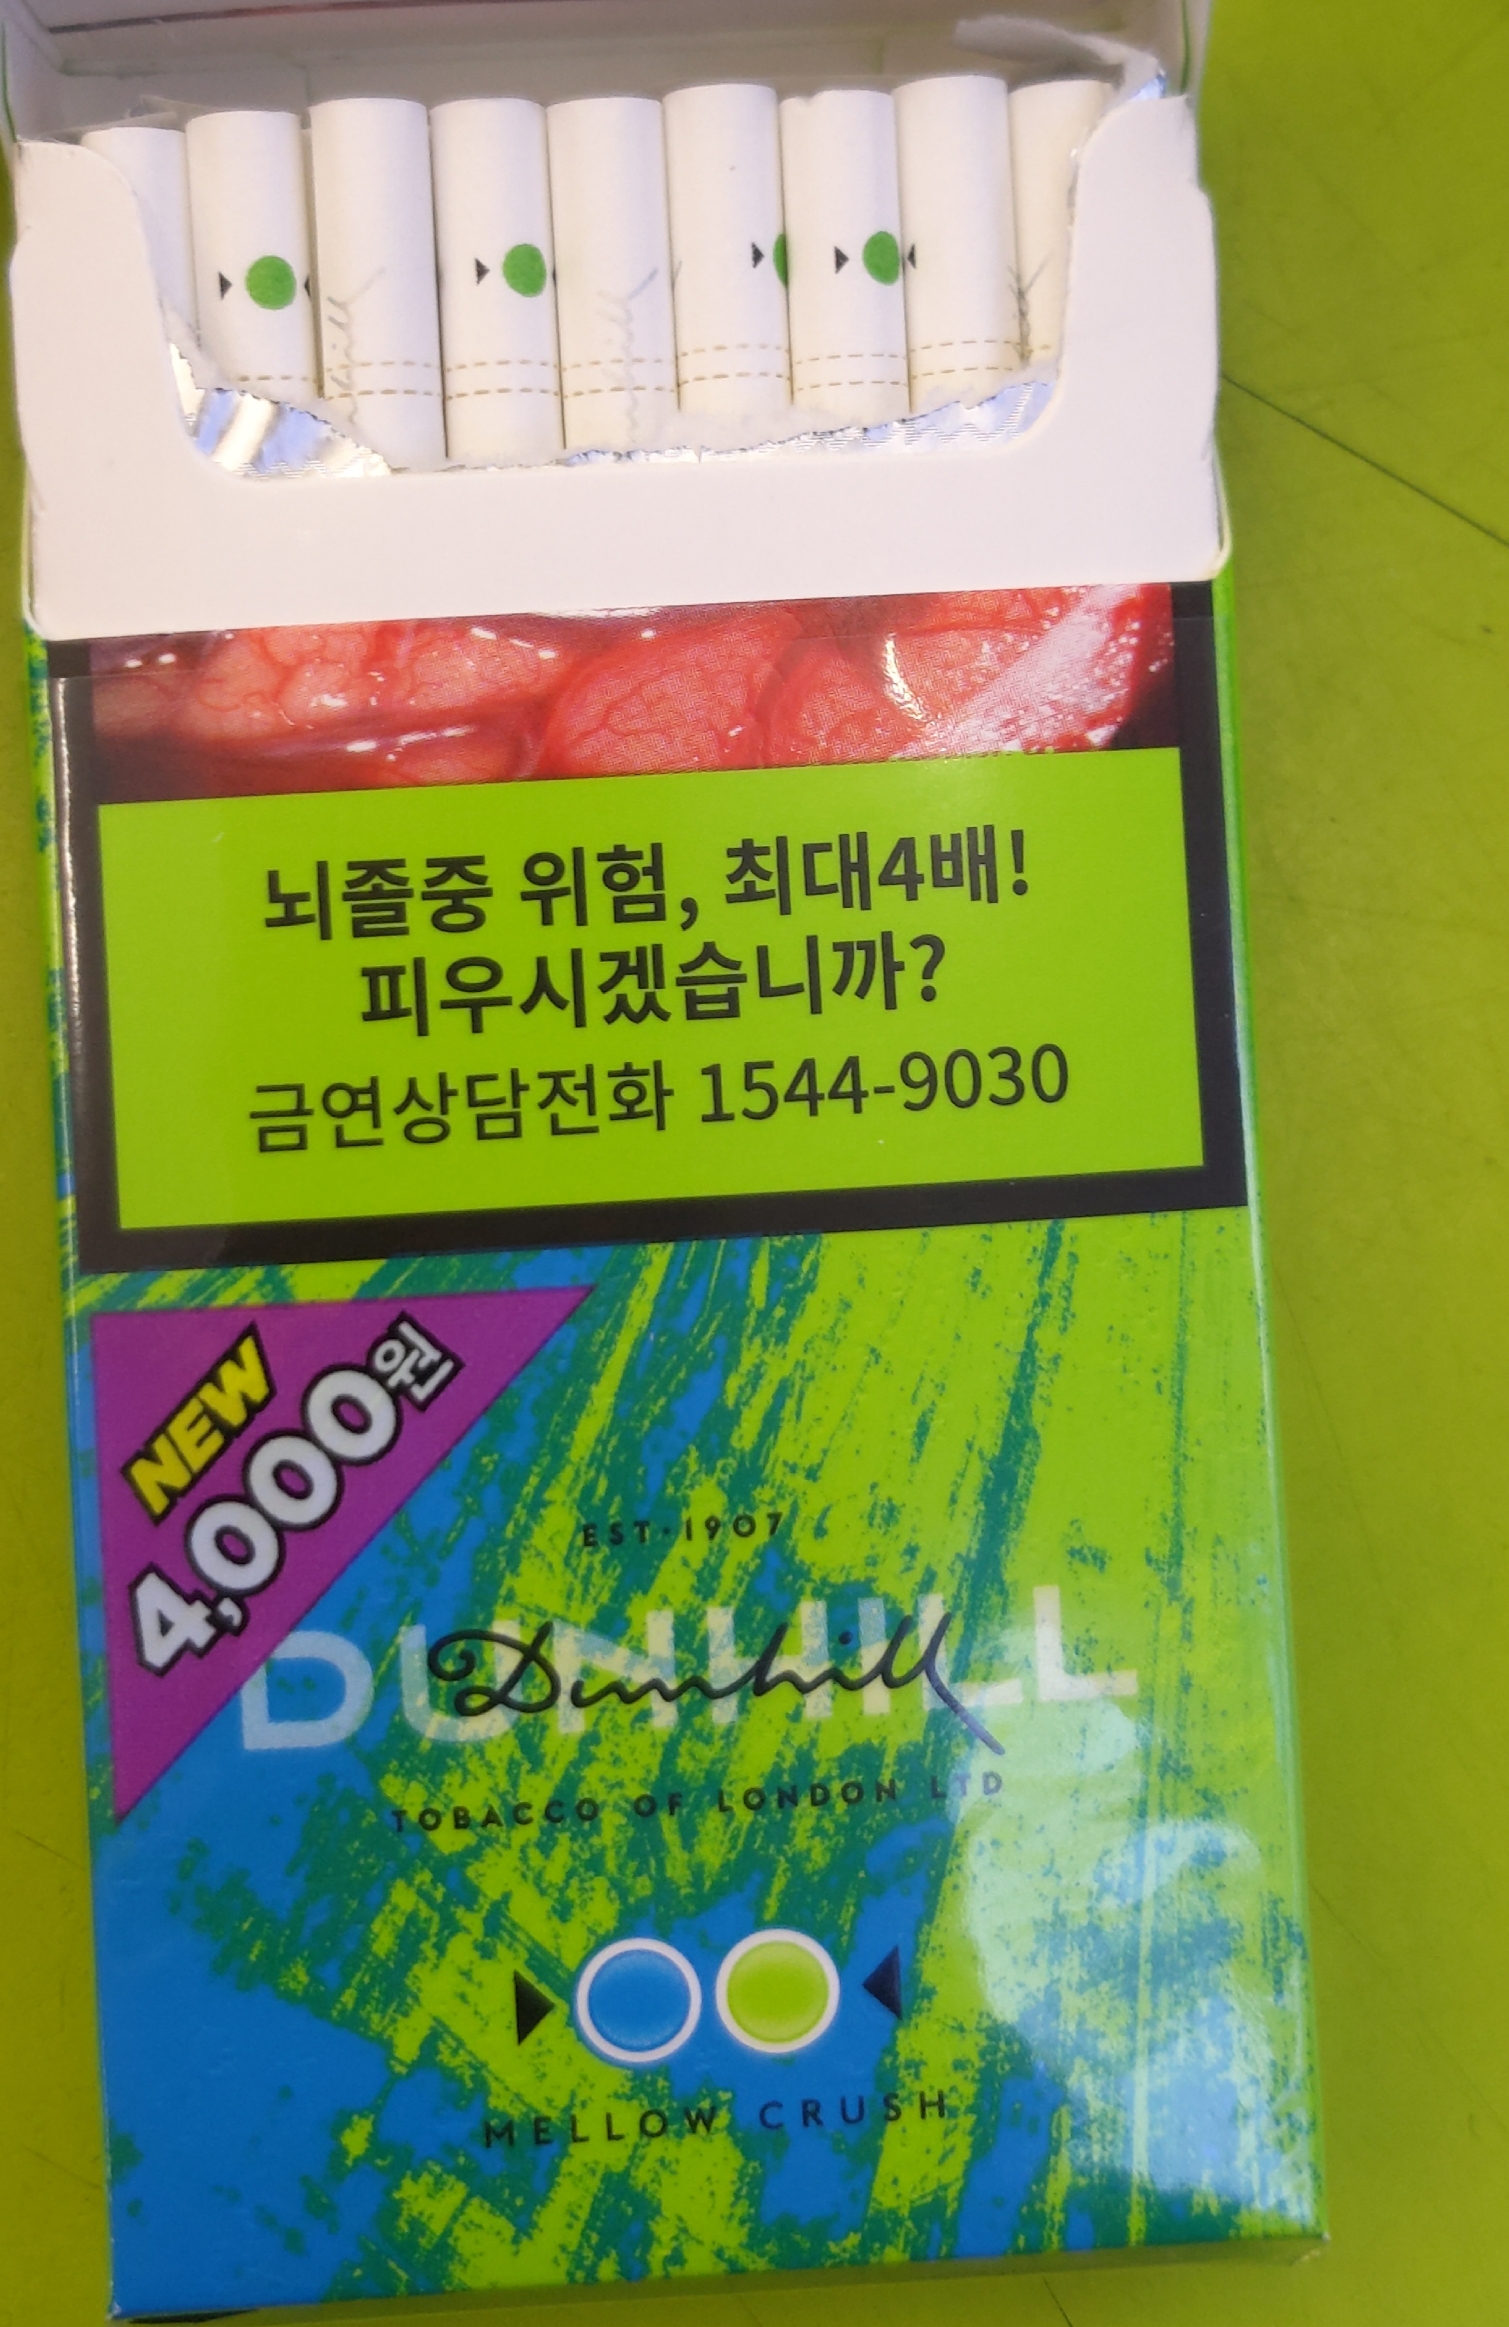 뇌졸중 위험, 최대4배!
피우시겠습니까?
금연상담전화 1544-9030
NEW
4,000원
EST·1907
DUNHILL
Dunhill
TOBACCO OF LONDON LTD
MELLOW CRUSH